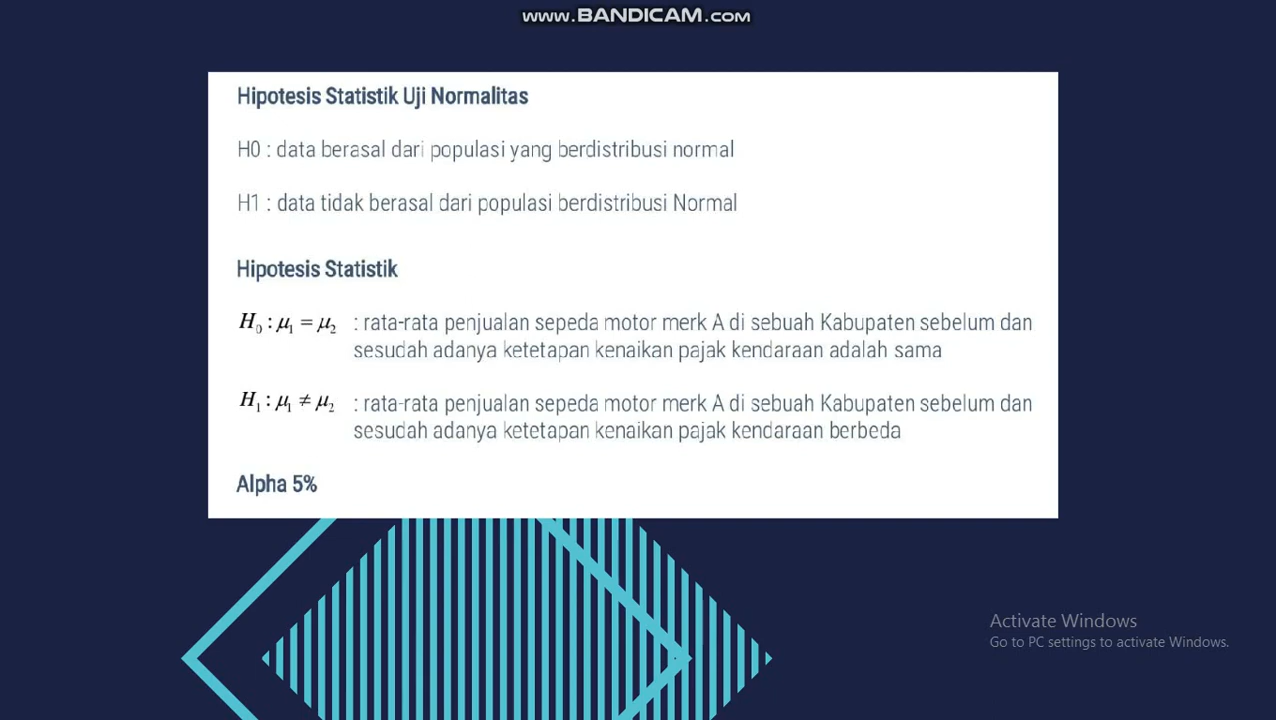 www.BANDICAM.com
Hipotesis Statistik Uji Normalitas
H0 : data berasal dari populasi yang berdistribusi normal
H1 : data tidak berasal dari populasi berdistribusi Normal
Hipotesis Statistik
H₀ : μ₁ = μ₂ : rata-rata penjualan sepeda motor merk A di sebuah Kabupaten sebelum dan
sesudah adanya ketetapan kenaikan pajak kendaraan adalah sama
H₁ : μ₁ ≠ μ₂ : rata-rata penjualan sepeda motor merk A di sebuah Kabupaten sebelum dan
sesudah adanya ketetapan kenaikan pajak kendaraan berbeda
Alpha 5%
Activate Windows
Go to PC settings to activate Windows.